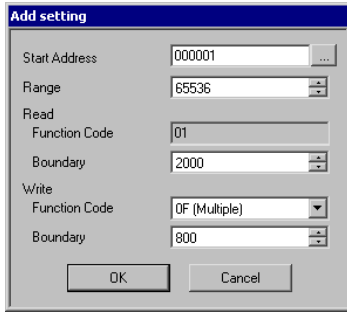 Add setting
Start Address 000001 ...
Range 65536
Read
Function Code 01
Boundary 2000
Write
Function Code 0F (Multiple)
Boundary 800
OK Cancel